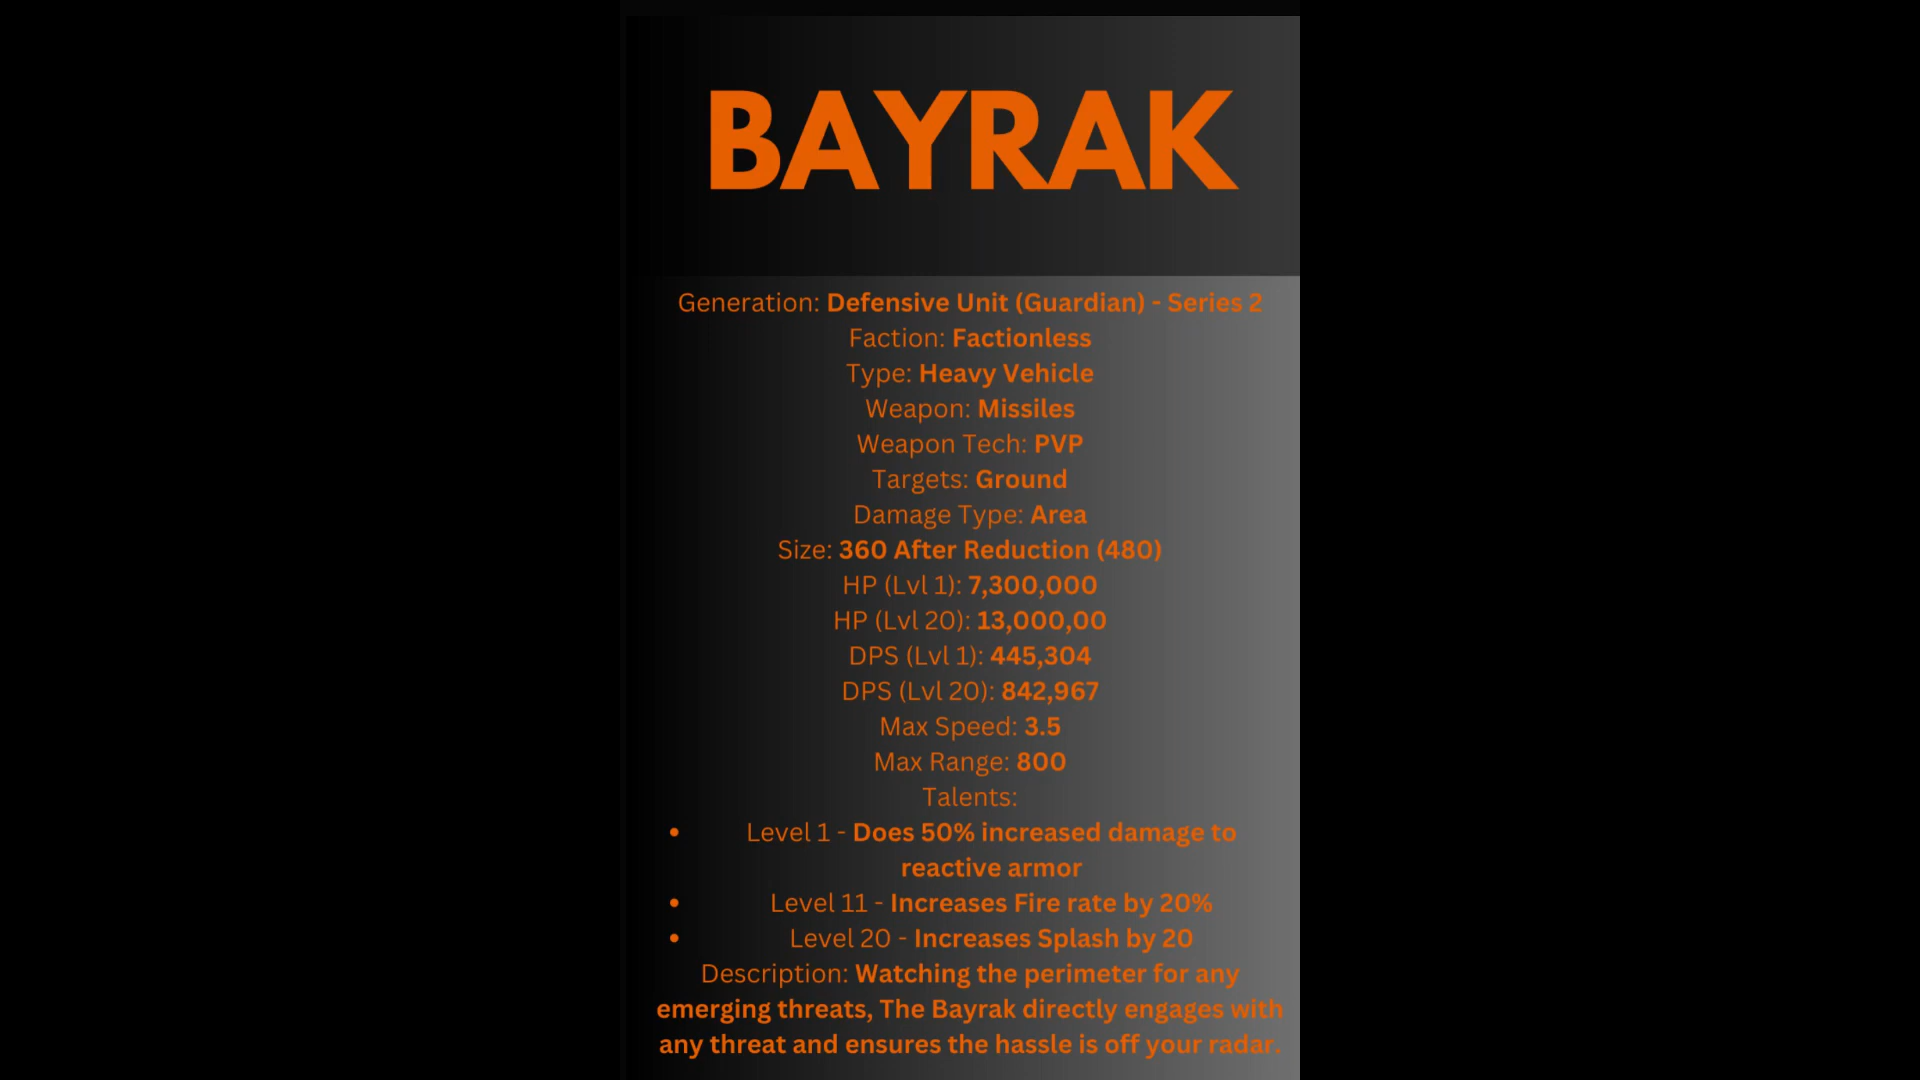 BAYRAK
Generation: Defensive Unit (Guardian) - Series 2
Faction: Factionless
Type: Heavy Vehicle
Weapon: Missiles
Weapon Tech: PVP
Targets: Ground
Damage Type: Area
Size: 360 After Reduction (480)
HP (Lvl 1): 7,300,000
HP (Lvl 20): 13,000,00
DPS (Lvl 1): 445,304
DPS (Lvl 20): 842,967
Max Speed: 3.5
Max Range: 800
Talents:
• Level 1 - Does 50% increased damage to
reactive armor
• Level 11 - Increases Fire rate by 20%
• Level 20 - Increases Splash by 20
Description: Watching the perimeter for any
emerging threats, The Bayrak directly engages with
any threat and ensures the hassle is off your radar.